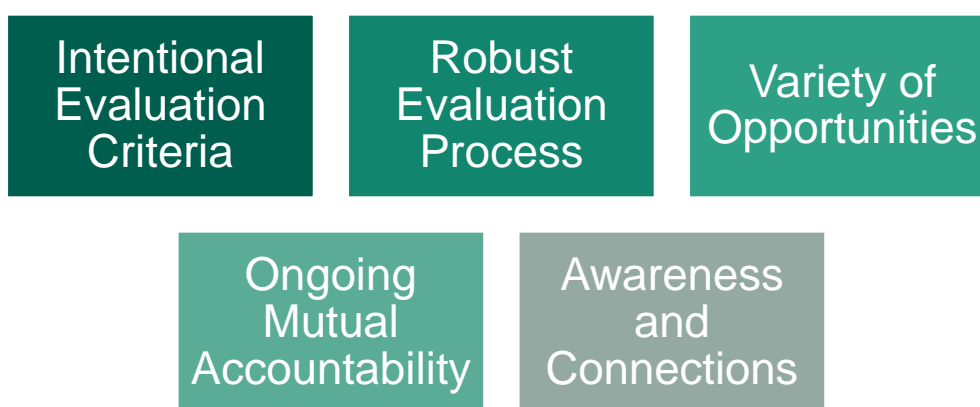 Intentional
Evaluation
Criteria
Robust
Evaluation
Process
Variety of
Opportunities
Ongoing
Mutual
Accountability
Awareness
and
Connections